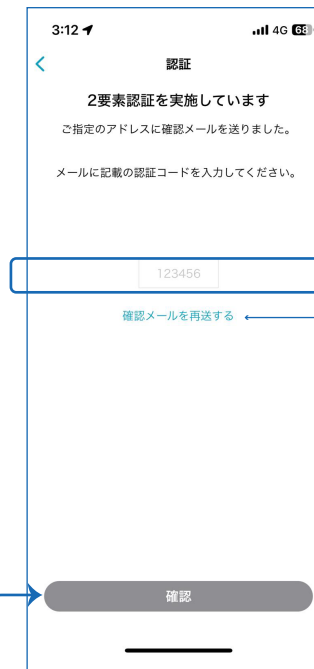 3:12
4G 68
認証
2要素認証を実施しています
ご指定のアドレスに確認メールを送りました。
メールに記載の認証コードを入力してください。
123456
確認メールを再送する
確認